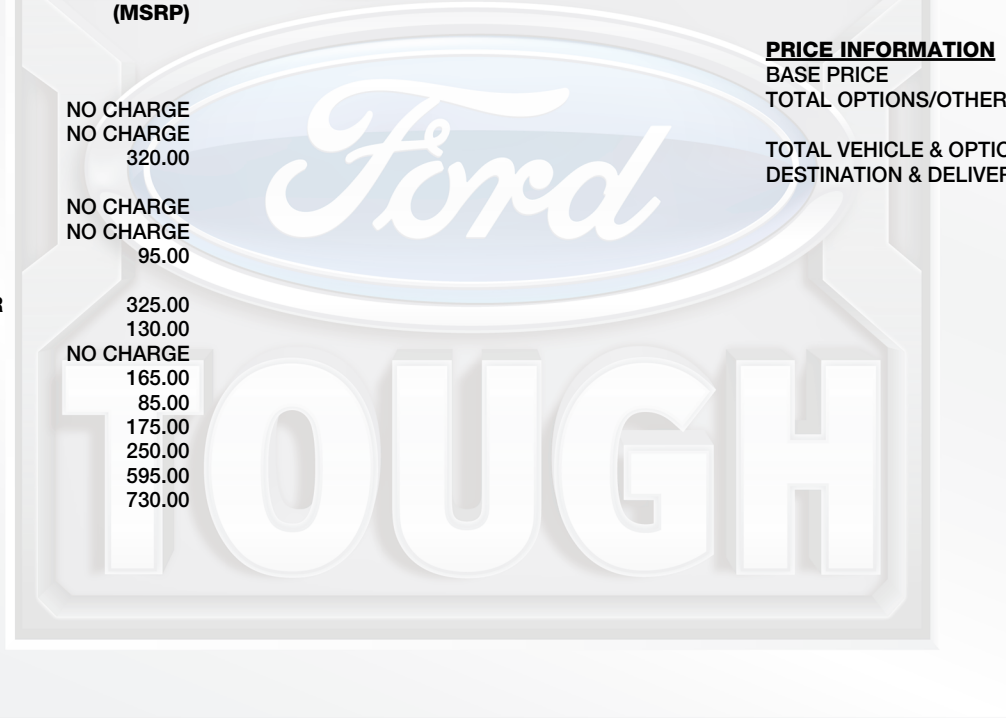 (MSRP)
NO CHARGE
NO CHARGE
320.00
NO CHARGE
NO CHARGE
95.00
R 325.00
130.00
NO CHARGE
165.00
85.00
175.00
250.00
595.00
730.00
PRICE INFORMATION
BASE PRICE
TOTAL OPTIONS/OTHER
TOTAL VEHICLE & OPTIO
DESTINATION & DELIVER
Ford
TOUGH